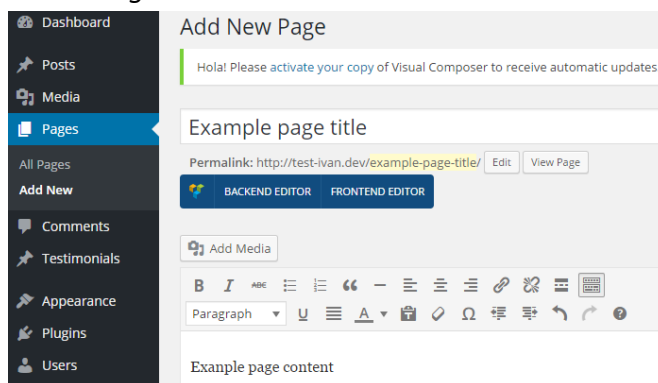 Dashboard
Posts
Media
Pages
All Pages
Add New
Comments
Testimonials
Appearance
Plugins
Users
Add New Page
Hola! Please activate your copy of Visual Composer to receive automatic updates
Example page title
Permalink: http://test-ivan.dev/example-page-title/ Edit View Page
BACKEND EDITOR FRONTEND EDITOR
Add Media
B I ABC
Paragraph U A Ω
Exanple page content